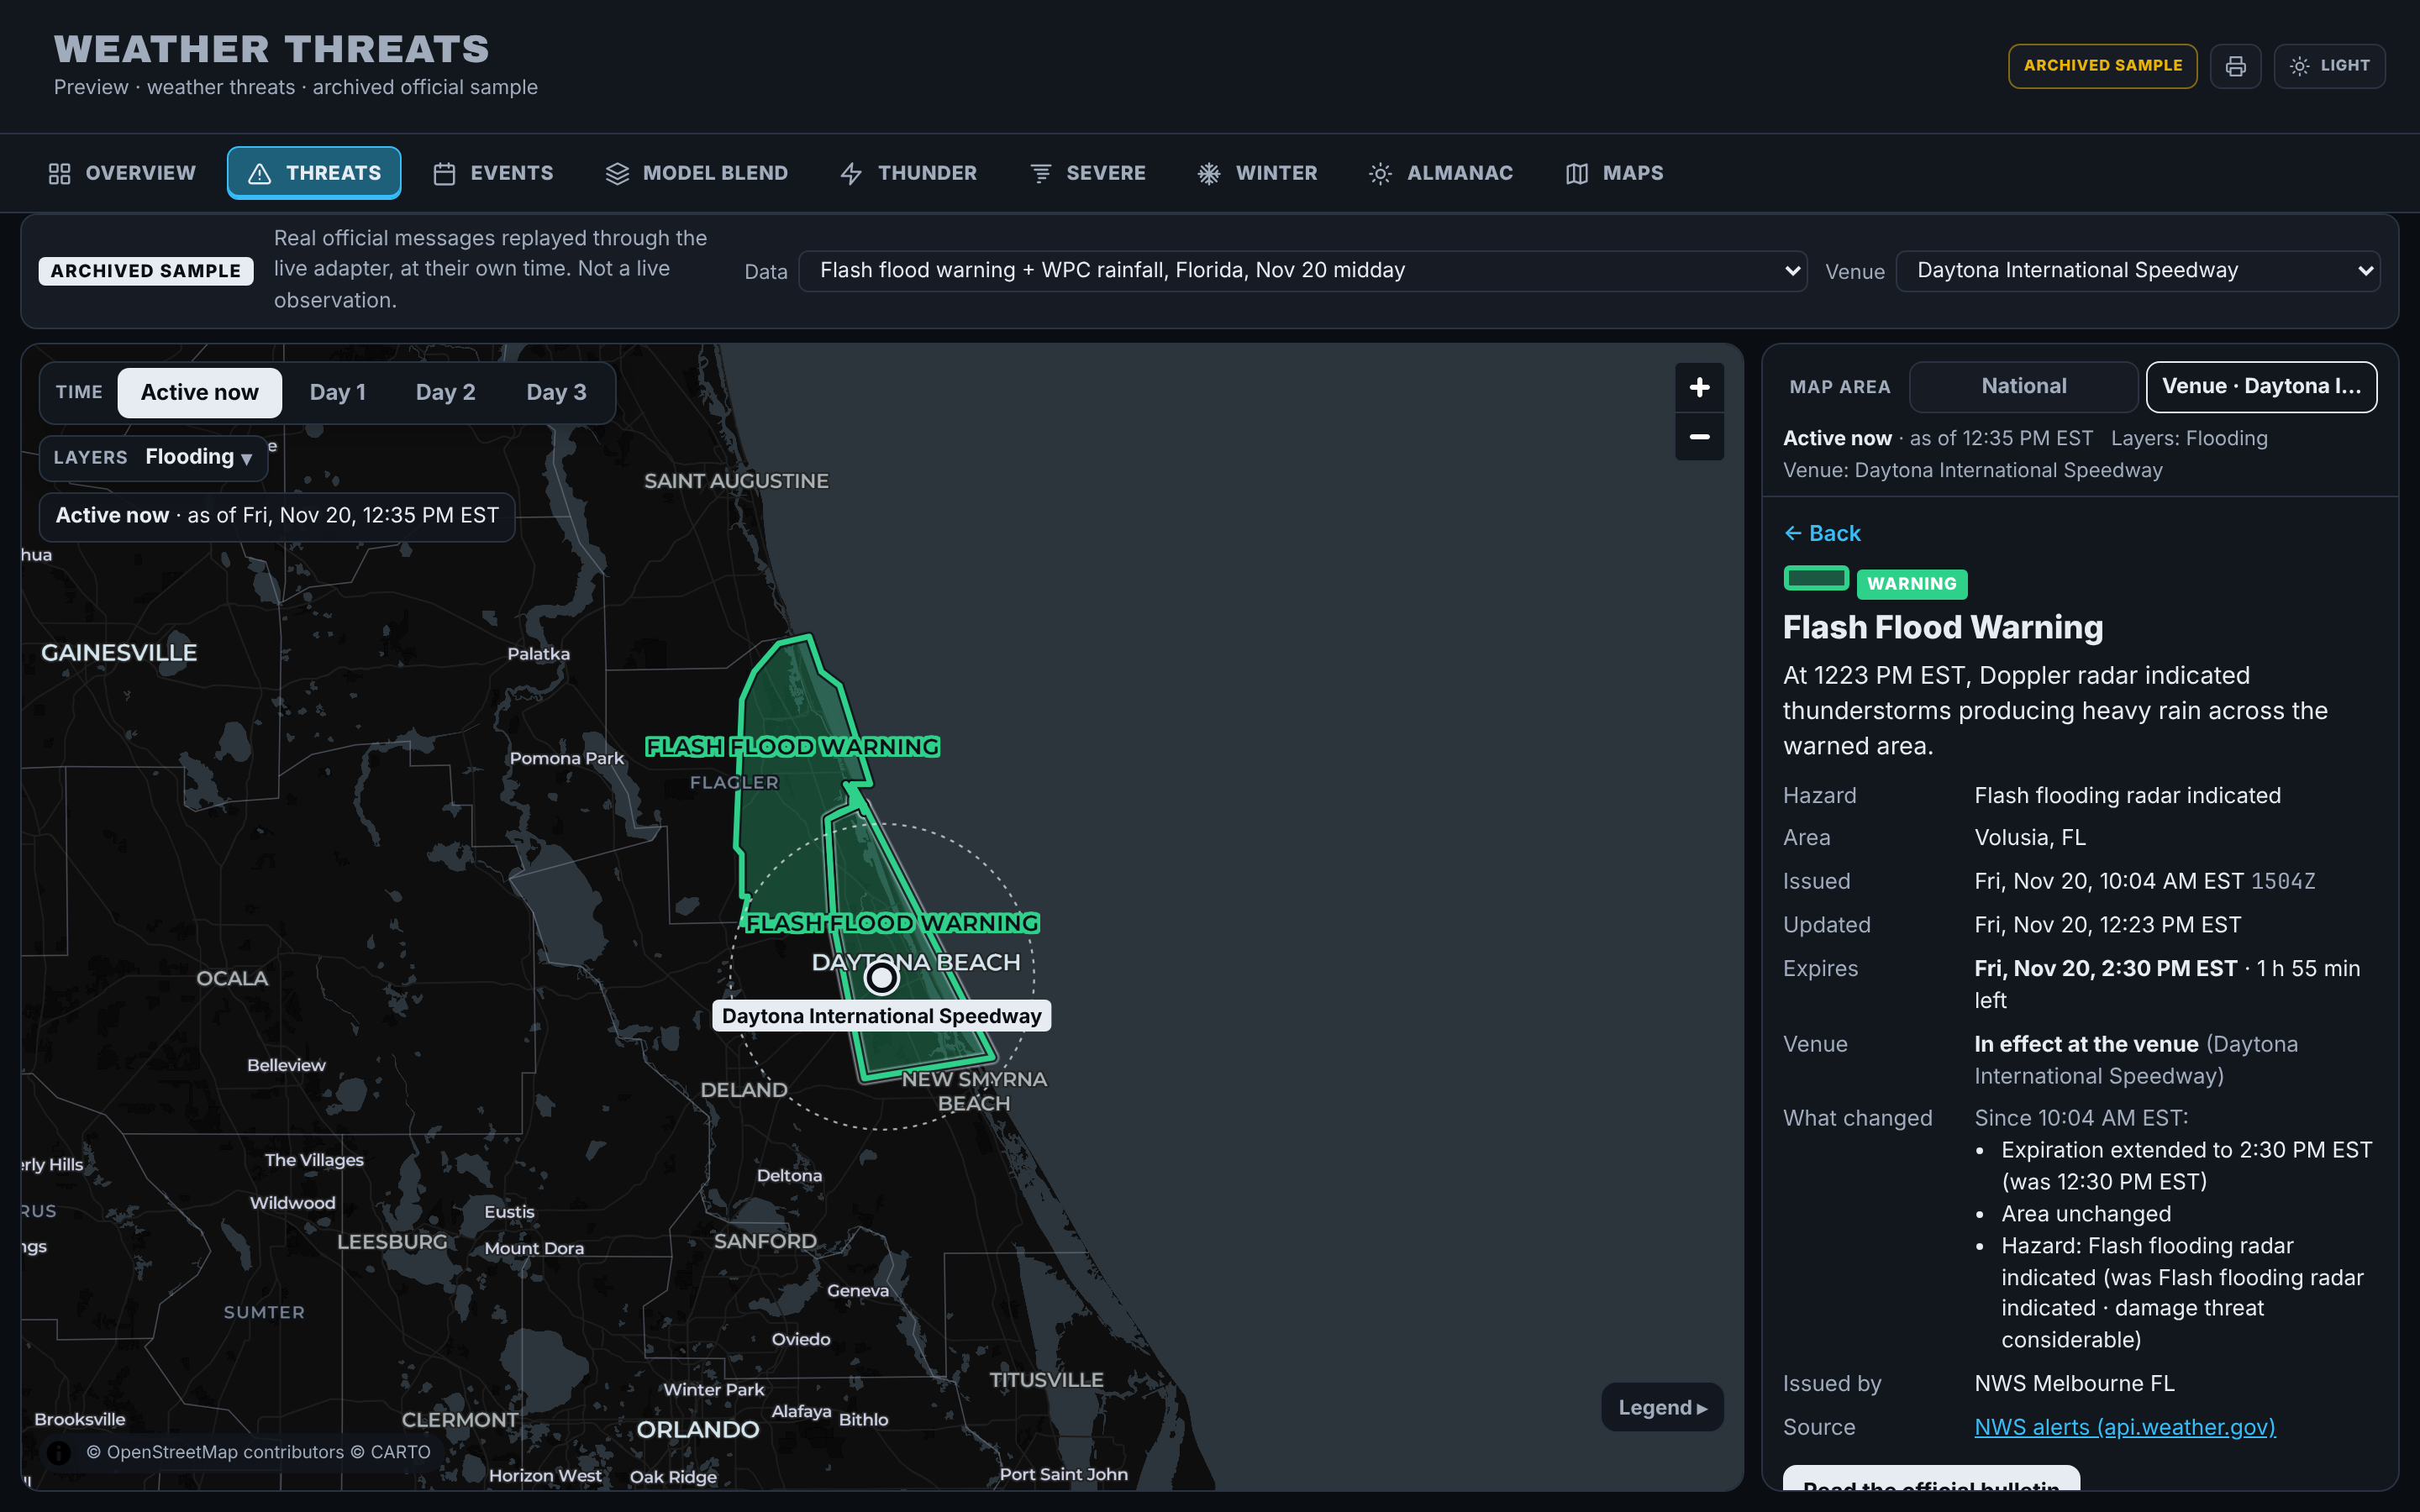 WEATHER THREATS
Preview · weather threats · archived official sample
ARCHIVED SAMPLE
LIGHT
OVERVIEW
THREATS
EVENTS
MODEL BLEND
THUNDER
SEVERE
WINTER
ALMANAC
MAPS
ARCHIVED SAMPLE
Real official messages replayed through the
live adapter, at their own time. Not a live
observation.
Data
Flash flood warning + WPC rainfall, Florida, Nov 20 midday
Venue
Daytona International Speedway
TIME
Active now
Day 1
Day 2
Day 3
LAYERS Flooding ▾
Active now · as of Fri, Nov 20, 12:35 PM EST
+
−
SAINT AUGUSTINE
GAINESVILLE
Palatka
FLASH FLOOD WARNING
Pomona Park
FLAGLER
FLASH FLOOD WARNING
DAYTONA BEACH
OCALA
Daytona International Speedway
Belleview
DELAND
NEW SMYRNA
BEACH
The Villages
Deltona
Wildwood
Eustis
LEESBURG
Mount Dora
SANFORD
Geneva
SUMTER
Oviedo
TITUSVILLE
Winter Park
Alafaya
Bithlo
Brooksville
CLERMONT
ORLANDO
Legend ▸
© OpenStreetMap contributors © CARTO
Horizon West
Oak Ridge
Port Saint John
MAP AREA
National
Venue · Daytona I...
Active now · as of 12:35 PM EST Layers: Flooding
Venue: Daytona International Speedway
← Back
WARNING
Flash Flood Warning
At 1223 PM EST, Doppler radar indicated
thunderstorms producing heavy rain across the
warned area.
Hazard Flash flooding radar indicated
Area Volusia, FL
Issued Fri, Nov 20, 10:04 AM EST 1504Z
Updated Fri, Nov 20, 12:23 PM EST
Expires Fri, Nov 20, 2:30 PM EST · 1 h 55 min
left
Venue In effect at the venue (Daytona
International Speedway)
What changed Since 10:04 AM EST:
• Expiration extended to 2:30 PM EST
(was 12:30 PM EST)
• Area unchanged
• Hazard: Flash flooding radar
indicated (was Flash flooding radar
indicated · damage threat
considerable)
Issued by NWS Melbourne FL
Source NWS alerts (api.weather.gov)
Read the official bulletin